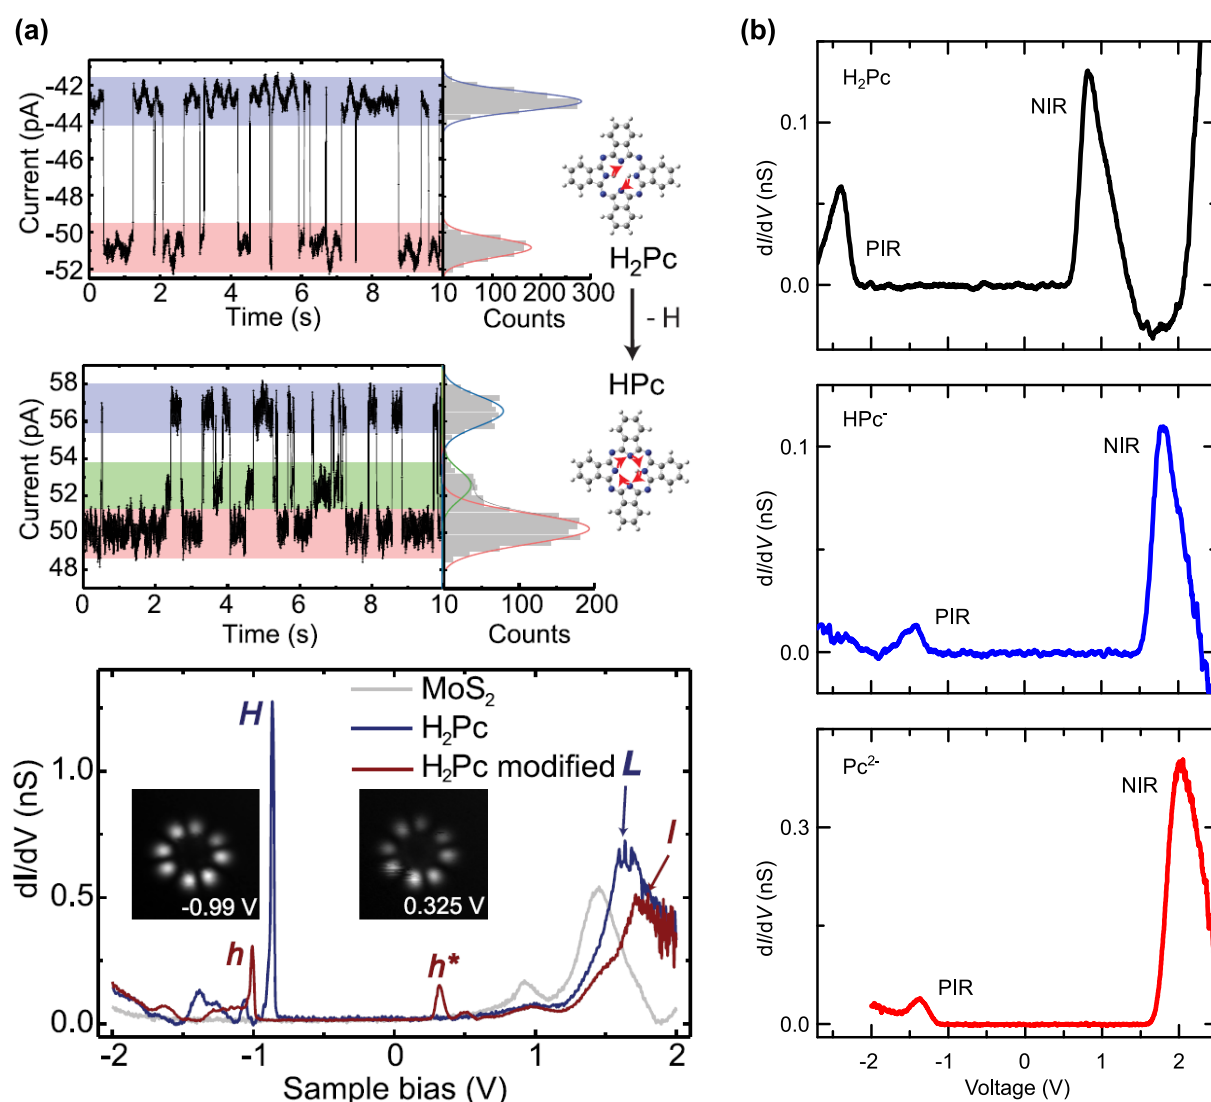 (a)
-42
-44
-46
-48
-50
-52
Current (pA)
0 2 4 6 8 10
Time (s)
100 200 300
Counts
H2Pc
- H
HPc
58
56
54
52
50
48
Current (pA)
0 2 4 6 8 10
Time (s)
100 200
Counts
MoS2
H2Pc
H2Pc modified
H
h
h*
L
l
-0.99 V
0.325 V
1.0
0.5
0.0
dI/dV (nS)
-2 -1 0 1 2
Sample bias (V)
(b)
H2Pc
NIR
PIR
0.1
0.0
dI/dV (nS)
HPc-
NIR
PIR
0.1
0.0
dI/dV (nS)
Pc2-
NIR
PIR
0.3
0.0
dI/dV (nS)
-2 -1 0 1 2
Voltage (V)